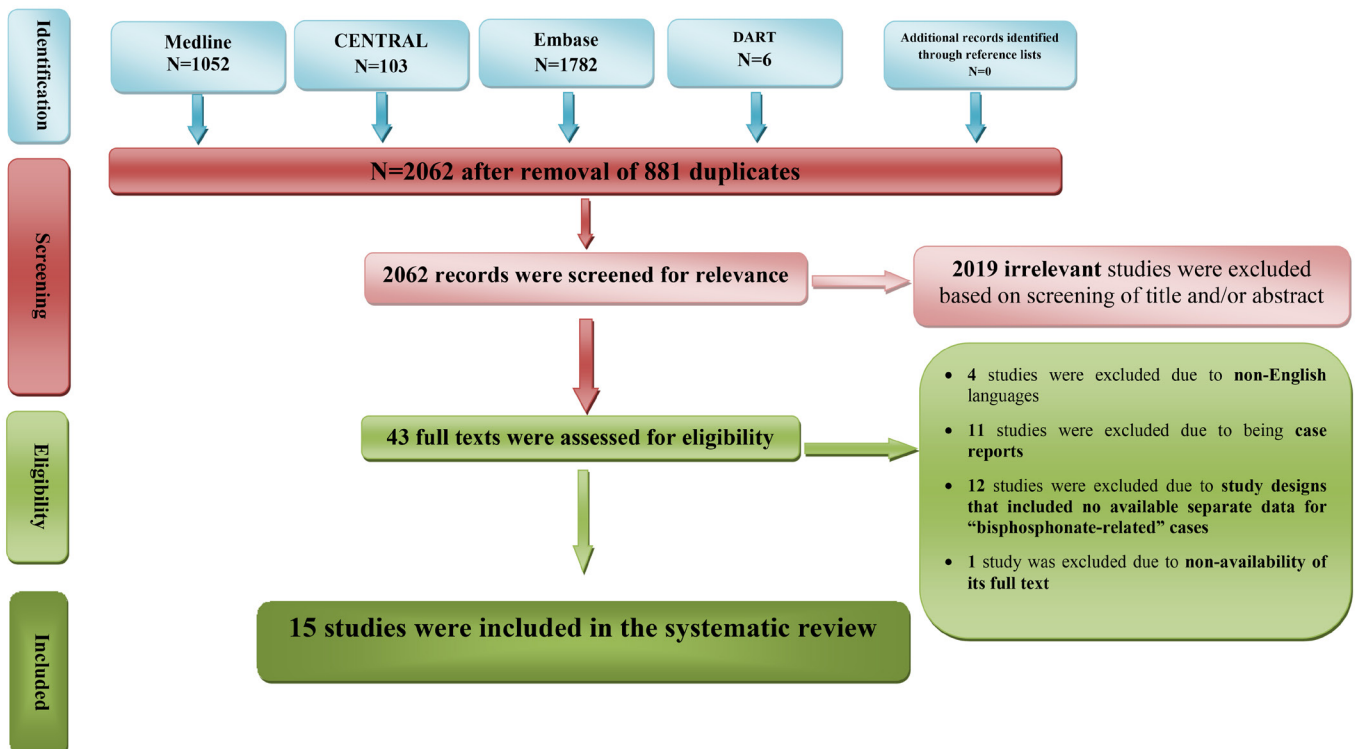 Identification
Medline
N=1052
CENTRAL
N=103
Embase
N=1782
DART
N=6
Additional records identified
through reference lists
N=0
Screening
N=2062 after removal of 881 duplicates
2062 records were screened for relevance
2019 irrelevant studies were excluded
based on screening of title and/or abstract
Eligibility
43 full texts were assessed for eligibility
• 4 studies were excluded due to non-English
languages
• 11 studies were excluded due to being case
reports
• 12 studies were excluded due to study designs
that included no available separate data for
“bisphosphonate-related” cases
• 1 study was excluded due to non-availability of
its full text
Included
15 studies were included in the systematic review